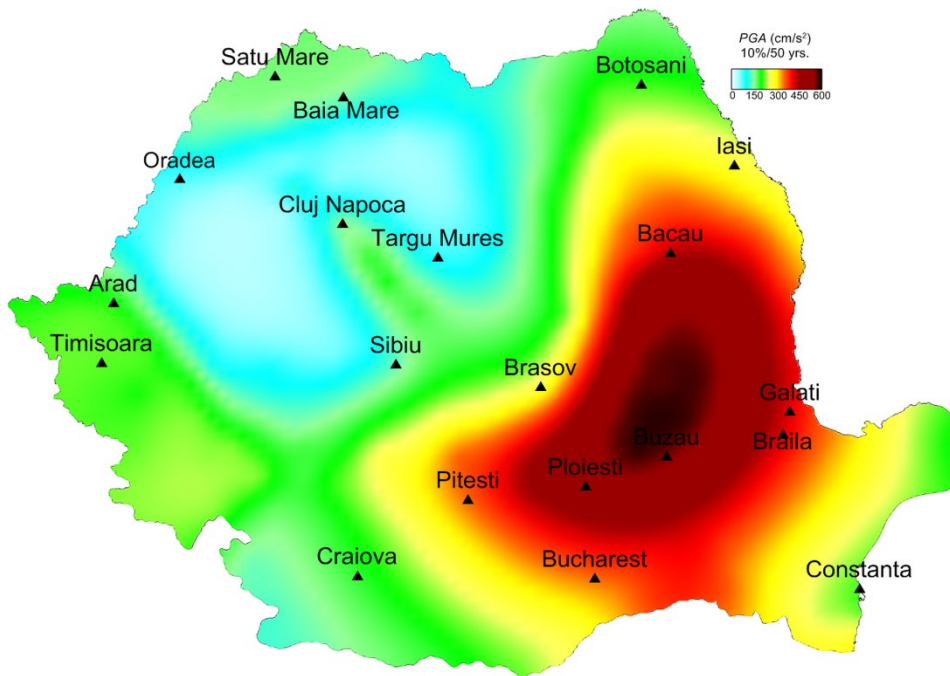 PGA (cm/s²)
10%/50 yrs.
0 150 300 450 600
Satu Mare
Botosani
Baia Mare
Iasi
Oradea
Cluj Napoca
Targu Mures
Bacau
Arad
Timisoara
Sibiu
Brasov
Galati
Braila
Buzau
Ploiesti
Pitesti
Craiova
Bucharest
Constanta